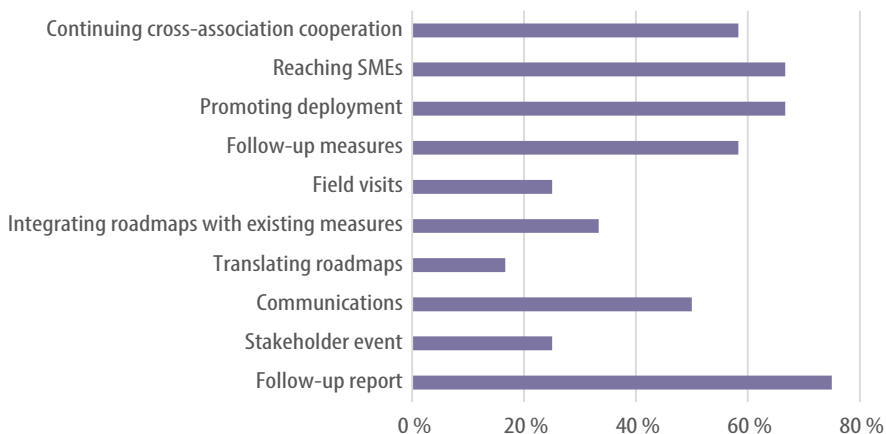 Continuing cross-association cooperation
Reaching SMEs
Promoting deployment
Follow-up measures
Field visits
Integrating roadmaps with existing measures
Translating roadmaps
Communications
Stakeholder event
Follow-up report
0 % 20 % 40 % 60 % 80 %